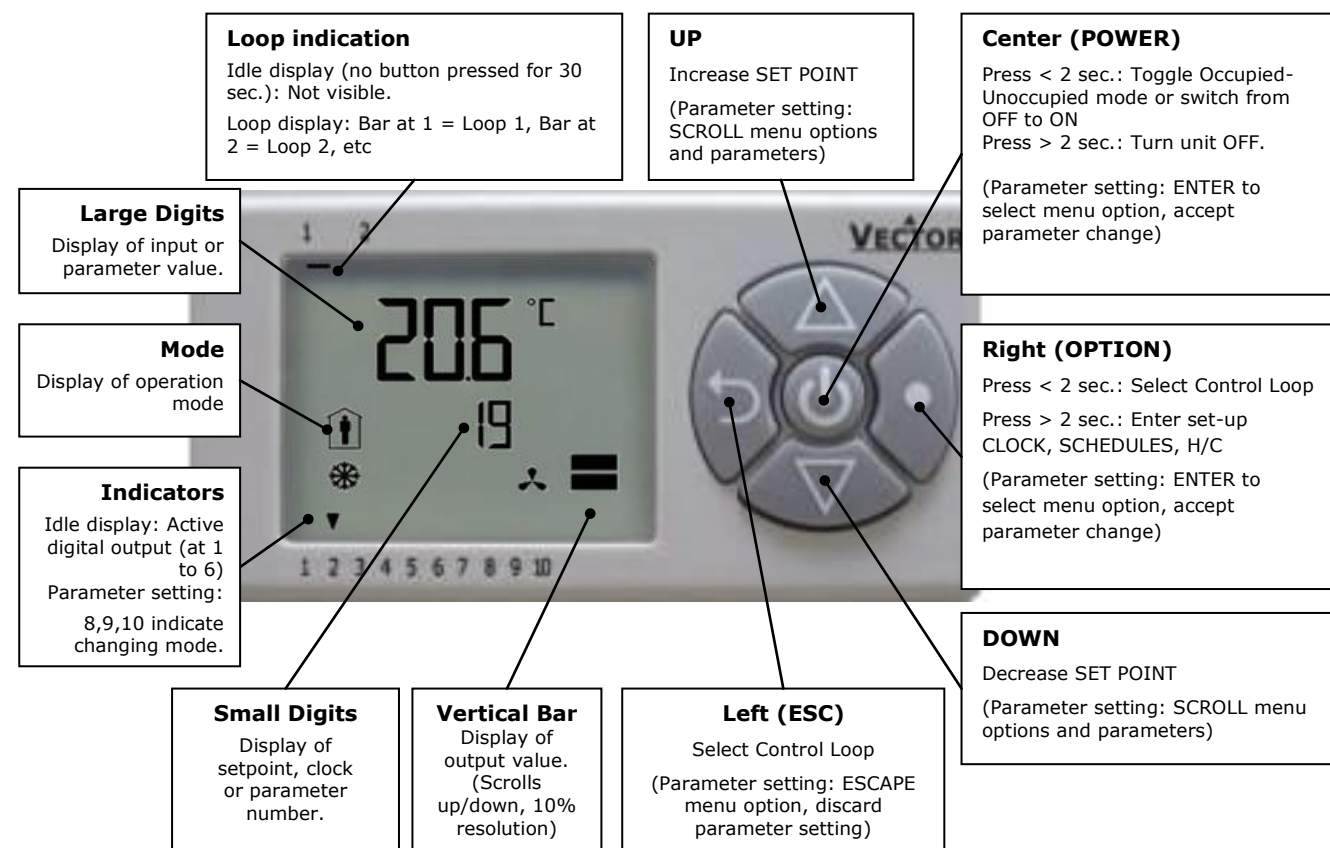 Loop indication
Idle display (no button pressed for 30
sec.): Not visible.
Loop display: Bar at 1 = Loop 1, Bar at
2 = Loop 2, etc
UP
Increase SET POINT
(Parameter setting:
SCROLL menu options
and parameters)
Center (POWER)
Press < 2 sec.: Toggle Occupied-
Unoccupied mode or switch from
OFF to ON
Press > 2 sec.: Turn unit OFF.
(Parameter setting: ENTER to
select menu option, accept
parameter change)
Large Digits
Display of input or
parameter value.
Mode
Display of operation
mode
Indicators
Idle display: Active
digital output (at 1
to 6)
Parameter setting:
8,9,10 indicate
changing mode.
1 2
20.6 °C
19
1 2 3 4 5 6 7 8 9 10
VECTOR
Right (OPTION)
Press < 2 sec.: Select Control Loop
Press > 2 sec.: Enter set-up
CLOCK, SCHEDULES, H/C
(Parameter setting: ENTER to
select menu option, accept
parameter change)
DOWN
Decrease SET POINT
(Parameter setting: SCROLL menu
options and parameters)
Small Digits
Display of
setpoint, clock
or parameter
number.
Vertical Bar
Display of
output value.
(Scrolls
up/down, 10%
resolution)
Left (ESC)
Select Control Loop
(Parameter setting: ESCAPE
menu option, discard
parameter setting)